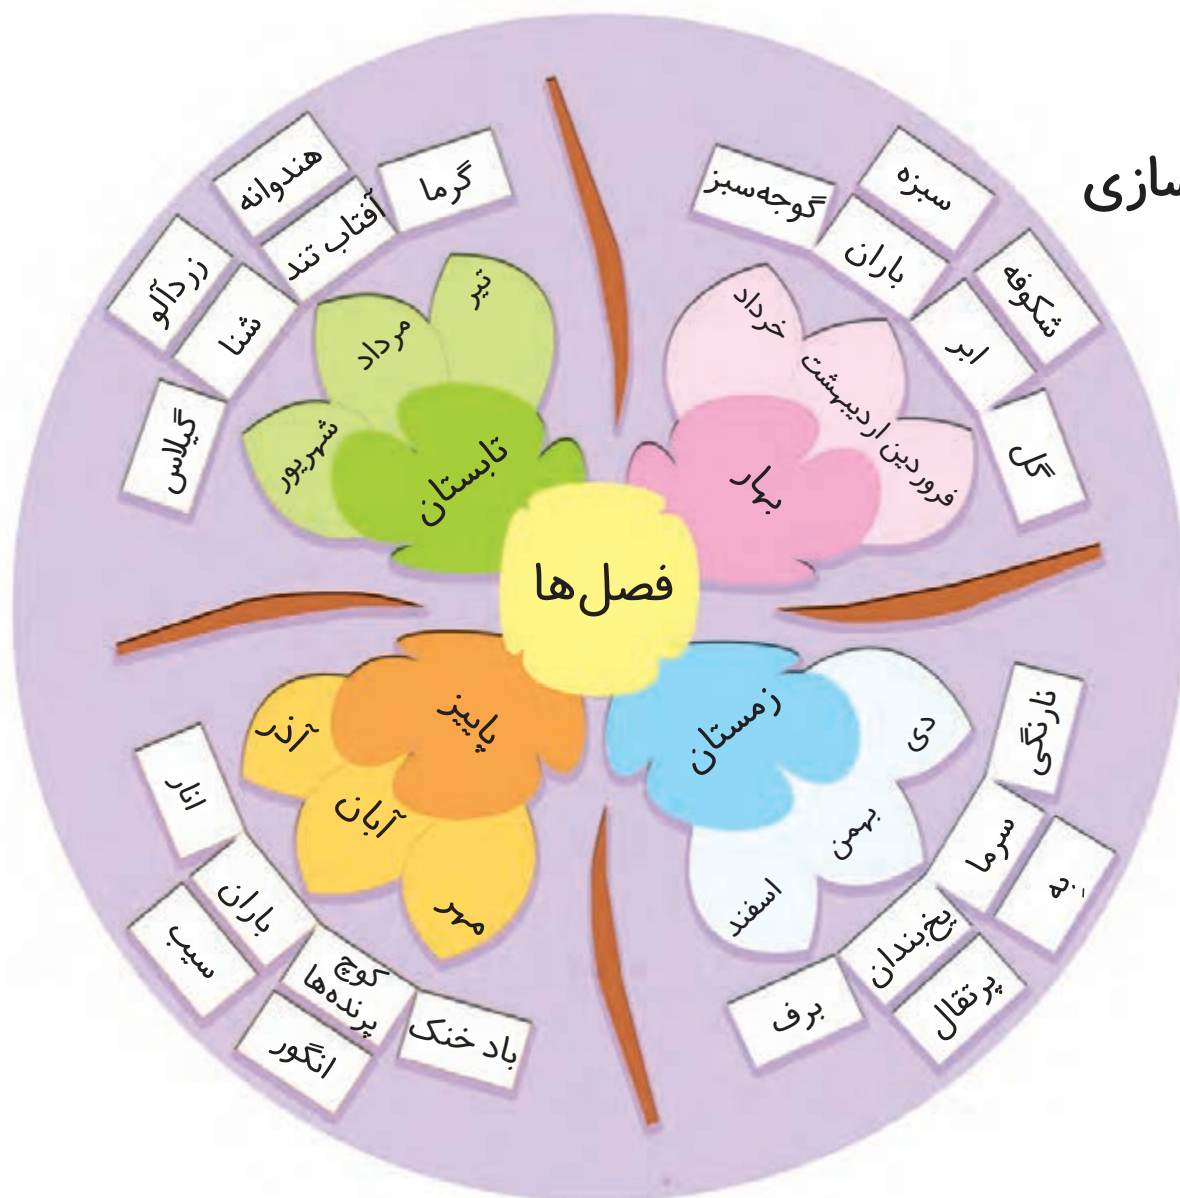 سازی
فصل‌ها
بهار
فروردین
اردیبهشت
خرداد
گوجه‌سبز
سبزه
باران
شکوفه
ابر
گل
تابستان
تیر
مرداد
شهریور
گرما
هندوانه
آفتاب تند
زردآلو
شنا
گیلاس
پاییز
مهر
آبان
آذر
انار
باران
سیب
کوچ
پرنده‌ها
انگور
باد خنک
زمستان
دی
بهمن
اسفند
نارنگی
سرما
بِه
یخ‌بندان
پرتقال
برف